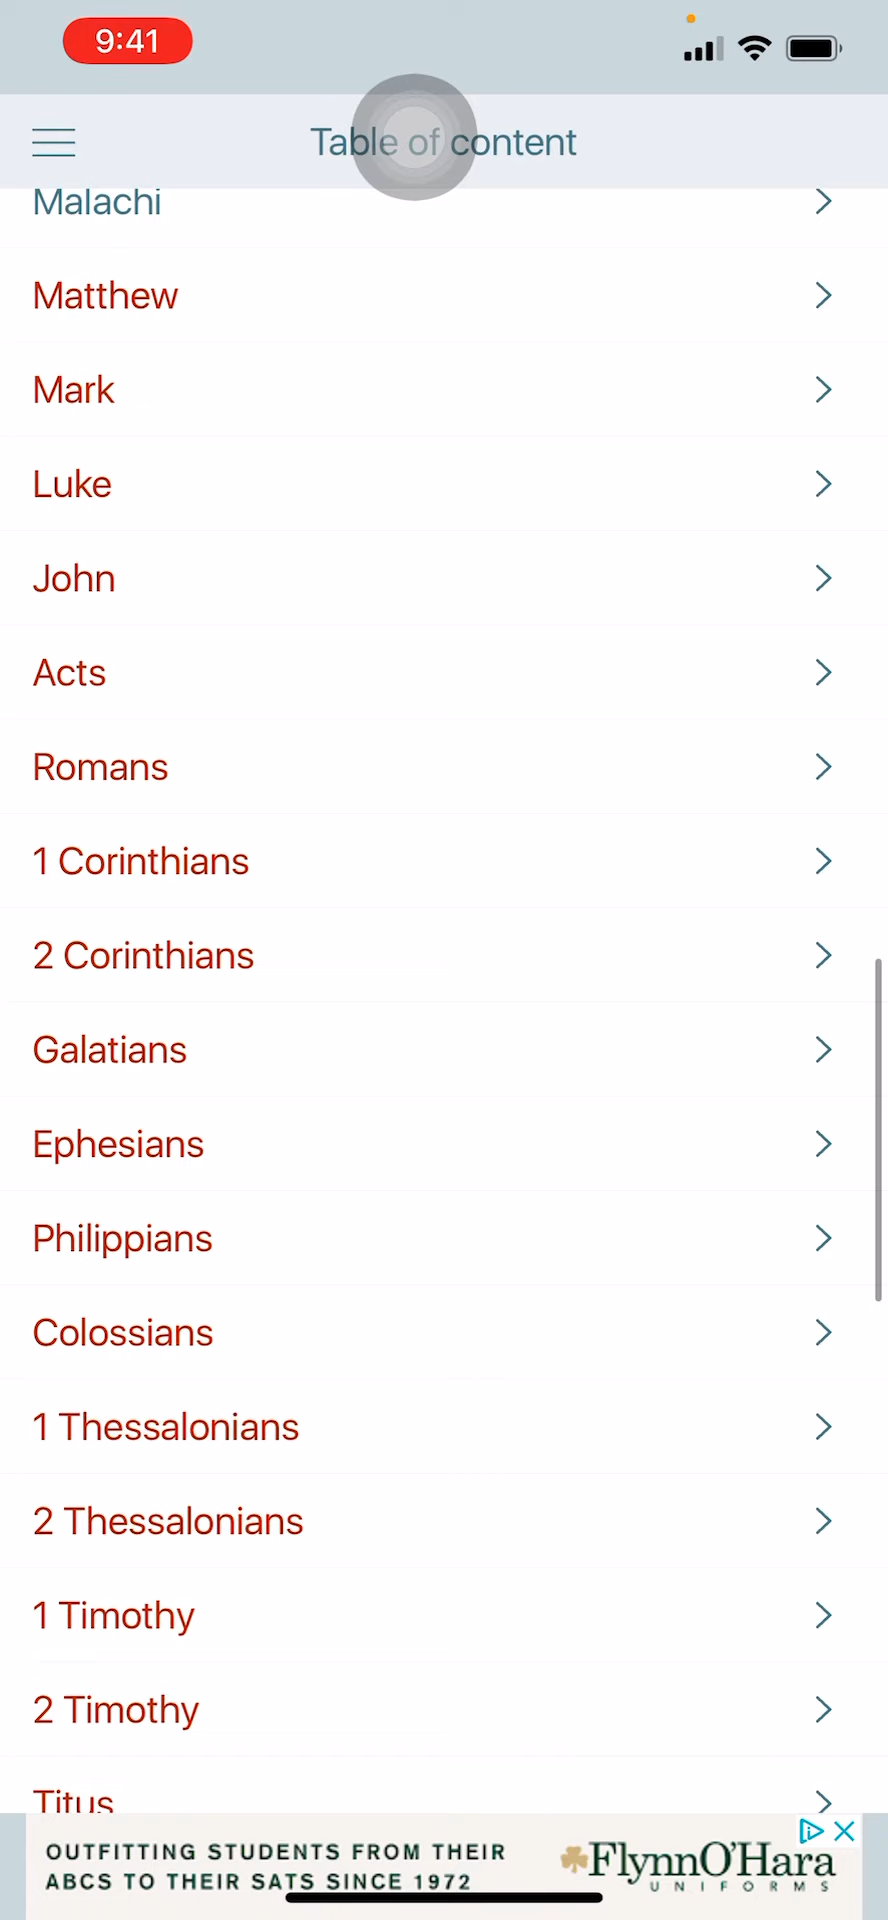 9:41
Table of content
Malachi
Matthew
Mark
Luke
John
Acts
Romans
1 Corinthians
2 Corinthians
Galatians
Ephesians
Philippians
Colossians
1 Thessalonians
2 Thessalonians
1 Timothy
2 Timothy
Titus
OUTFITTING STUDENTS FROM THEIR
ABCS TO THEIR SATS SINCE 1972
FlynnO'Hara
UNIFORMS